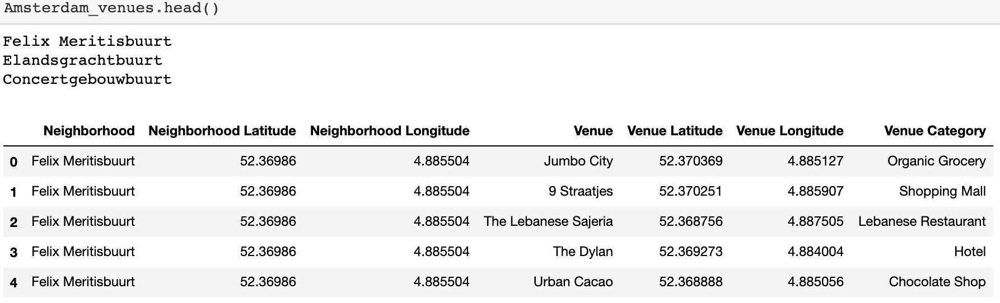 Amsterdam_venues.head()
Felix Meritisbuurt
Elandsgrachtbuurt
Concertgebouwbuurt
Neighborhood Neighborhood Latitude Neighborhood Longitude Venue Venue Latitude Venue Longitude Venue Category
0 Felix Meritisbuurt 52.36986 4.885504 Jumbo City 52.370369 4.885127 Organic Grocery
1 Felix Meritisbuurt 52.36986 4.885504 9 Straatjes 52.370251 4.885907 Shopping Mall
2 Felix Meritisbuurt 52.36986 4.885504 The Lebanese Sajeria 52.368756 4.887505 Lebanese Restaurant
3 Felix Meritisbuurt 52.36986 4.885504 The Dylan 52.369273 4.884004 Hotel
4 Felix Meritisbuurt 52.36986 4.885504 Urban Cacao 52.368888 4.885056 Chocolate Shop